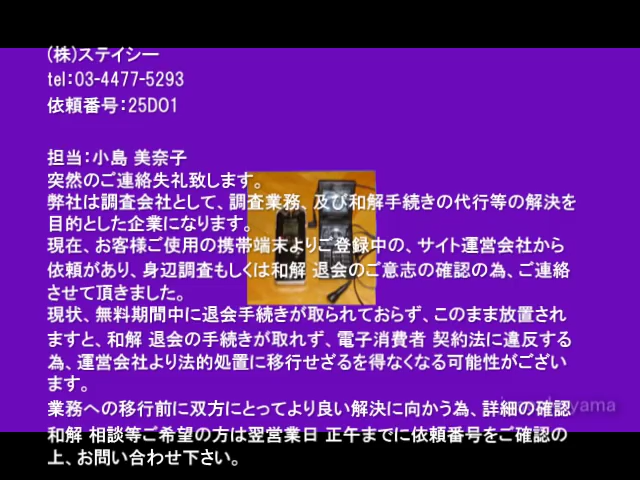 (株)ステイシー
tel:03-4477-5293
依頼番号:25D01
担当:小島 美奈子
突然のご連絡失礼致します。
弊社は調査会社として、調査業務、及び和解手続きの代行等の解決を
目的とした企業になります。
現在、お客様ご使用の携帯端末よりご登録中の、サイト運営会社から
依頼があり、身辺調査もしくは和解 退会のご意志の確認の為、ご連絡
させて頂きました。
現状、無料期間中に退会手続きが取られておらず、このまま放置され
ますと、和解 退会の手続きが取れず、電子消費者 契約法に違反する
為、運営会社より法的処置に移行せざるを得なくなる可能性がござい
ます。
業務への移行前に双方にとってより良い解決に向かう為、詳細の確認
和解 相談等ご希望の方は翌営業日 正午までに依頼番号をご確認の
上、お問い合わせ下さい。